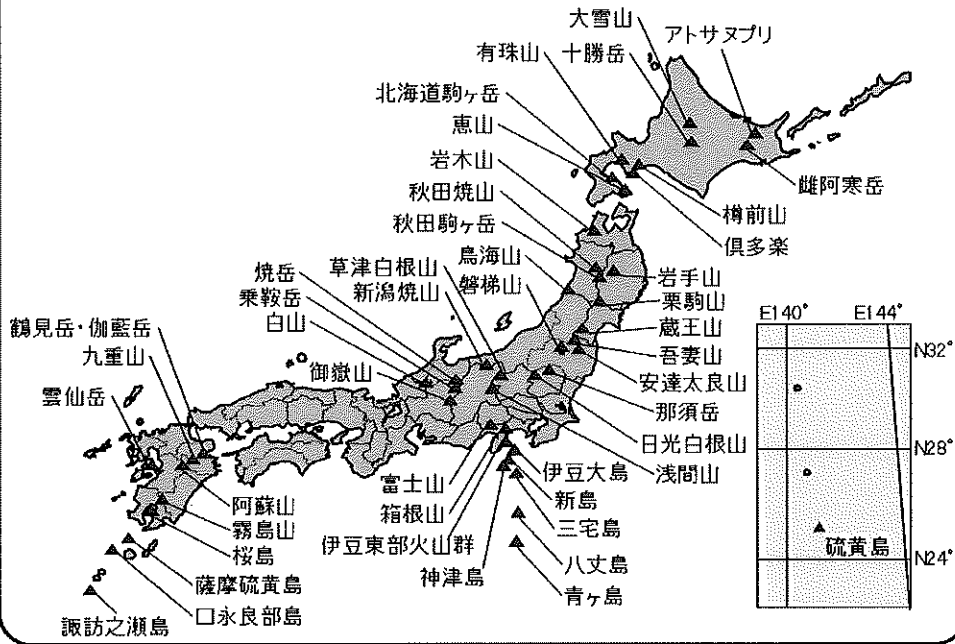 大雪山
アトサヌプリ
有珠山
十勝岳
北海道駒ヶ岳
恵山
岩木山
雌阿寒岳
秋田焼山
樽前山
秋田駒ヶ岳
倶多楽
鳥海山
草津白根山
磐梯山
岩手山
焼岳
新潟焼山
栗駒山
乗鞍岳
蔵王山
鶴見岳・伽藍岳
白山
吾妻山
九重山
御嶽山
安達太良山
雲仙岳
那須岳
日光白根山
浅間山
富士山
伊豆大島
阿蘇山
箱根山
新島
霧島山
伊豆東部火山群
三宅島
桜島
神津島
八丈島
薩摩硫黄島
青ヶ島
口永良部島
諏訪之瀬島
E140° E144°
N32°
N28°
硫黄島
N24°